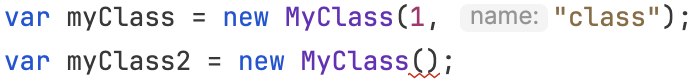 var myClass = new MyClass(1, name: "class");
var myClass2 = new MyClass();